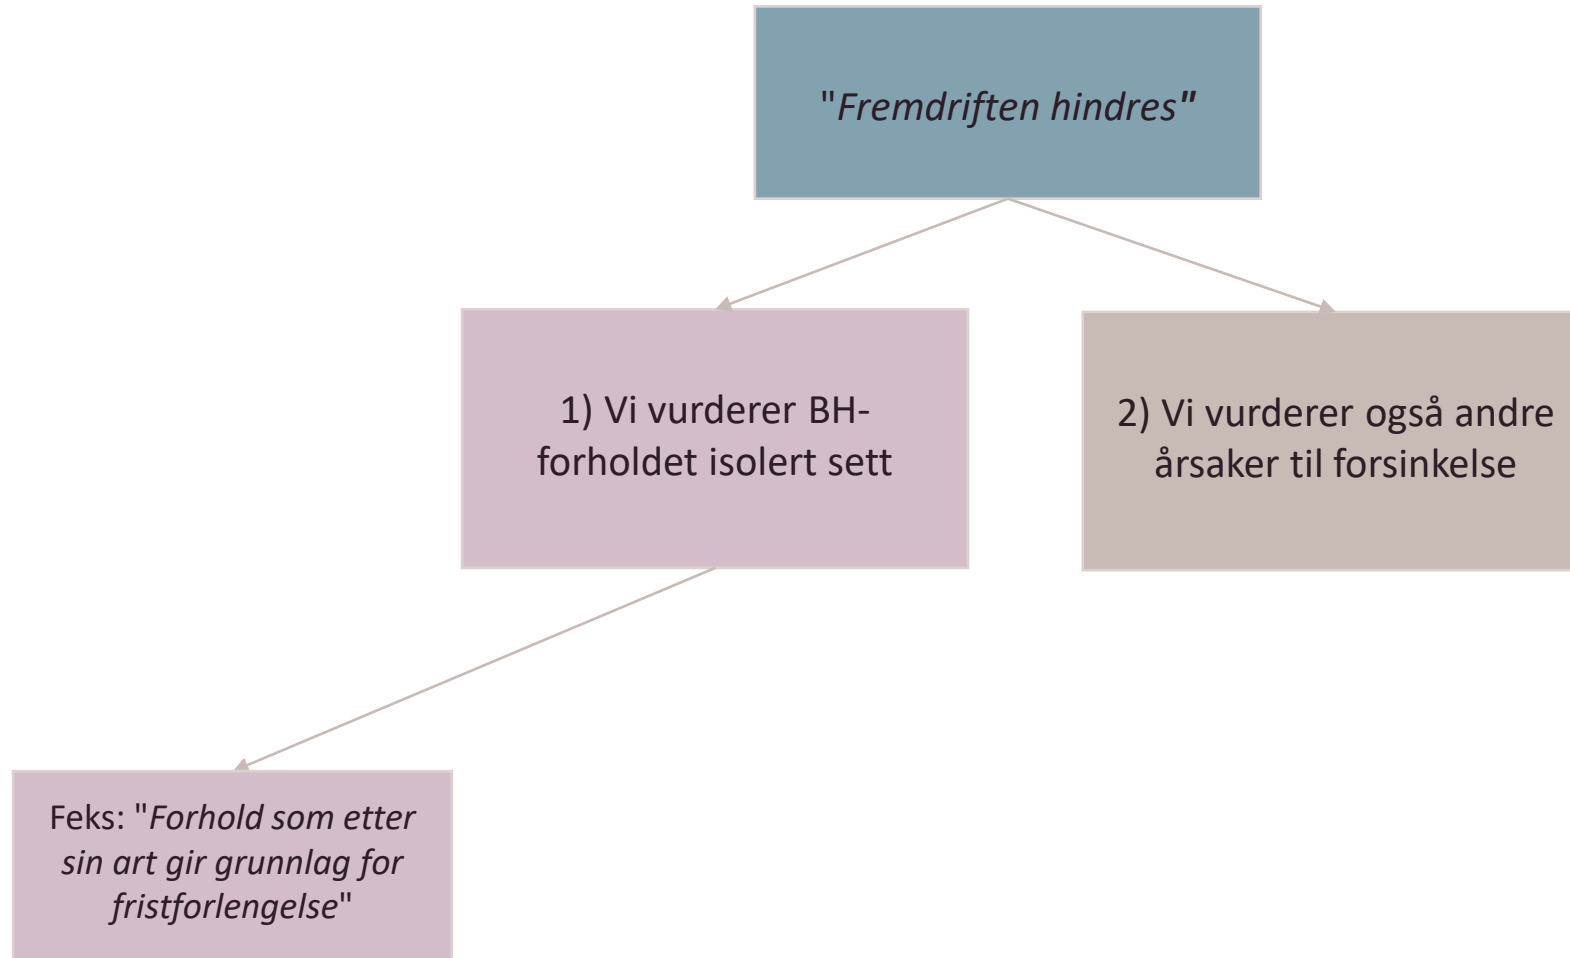 "Fremdriften hindres"
1) Vi vurderer BH-
forholdet isolert sett
2) Vi vurderer også andre
årsaker til forsinkelse
Feks: "Forhold som etter
sin art gir grunnlag for
fristforlengelse"